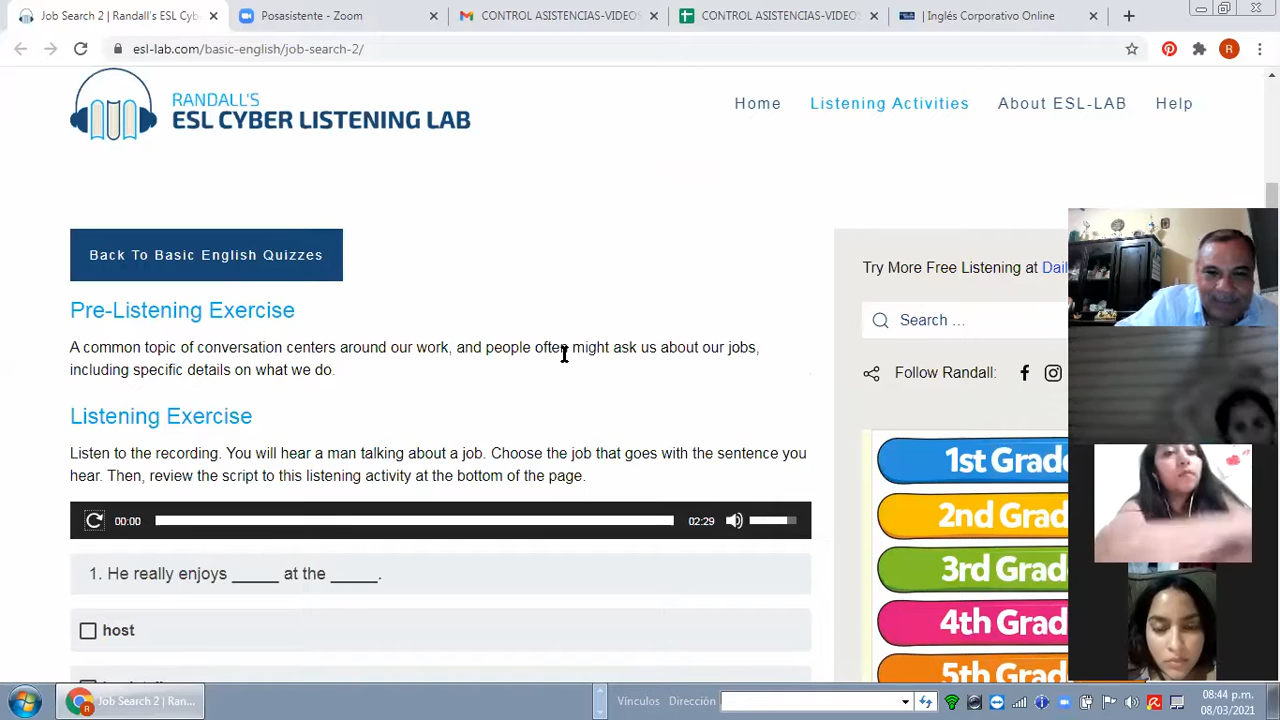 Job Search 2 | Randall's ESL Cyb
Posasistente - Zoom
CONTROL ASISTENCIAS-VIDEOS
CONTROL ASISTENCIAS-VIDEOS
| Inglés Corporativo Online
esl-lab.com/basic-english/job-search-2/
R
RANDALL'S
ESL CYBER LISTENING LAB
Home
Listening Activities
About ESL-LAB
Help
Back To Basic English Quizzes
Pre-Listening Exercise
A common topic of conversation centers around our work, and people often might ask us about our jobs,
including specific details on what we do.
Listening Exercise
Listen to the recording. You will hear a man talking about a job. Choose the job that goes with the sentence you
hear. Then, review the script to this listening activity at the bottom of the page.
00:00
02:29
1. He really enjoys _____ at the _____.
host
Try More Free Listening at
Search ...
Follow Randall:
1st Grade
2nd Grad
3rd Grad
4th Grad
5th Grad
Job Search 2 | Ran...
Vínculos
Dirección
08:44 p.m.
08/03/2021